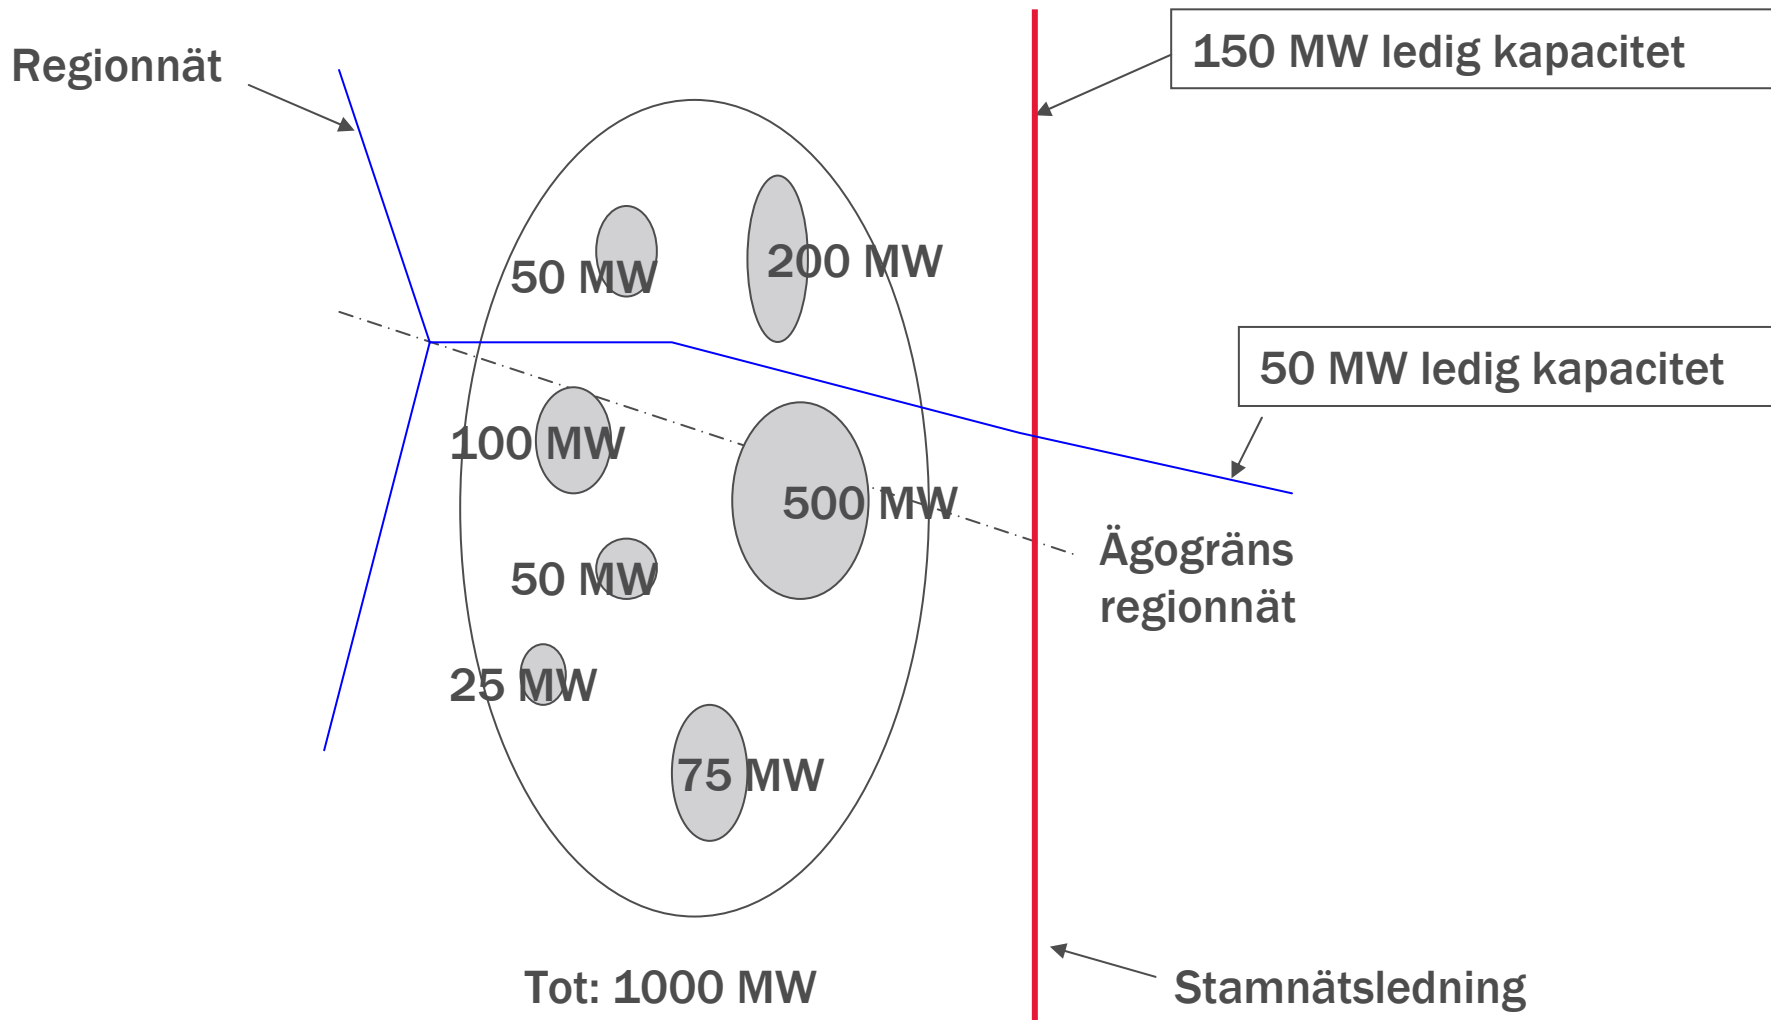 Regionnät
150 MW ledig kapacitet
50 MW
200 MW
50 MW ledig kapacitet
100 MW
500 MW
Ägogräns
regionnät
50 MW
25 MW
75 MW
Tot: 1000 MW
Stamnätsledning